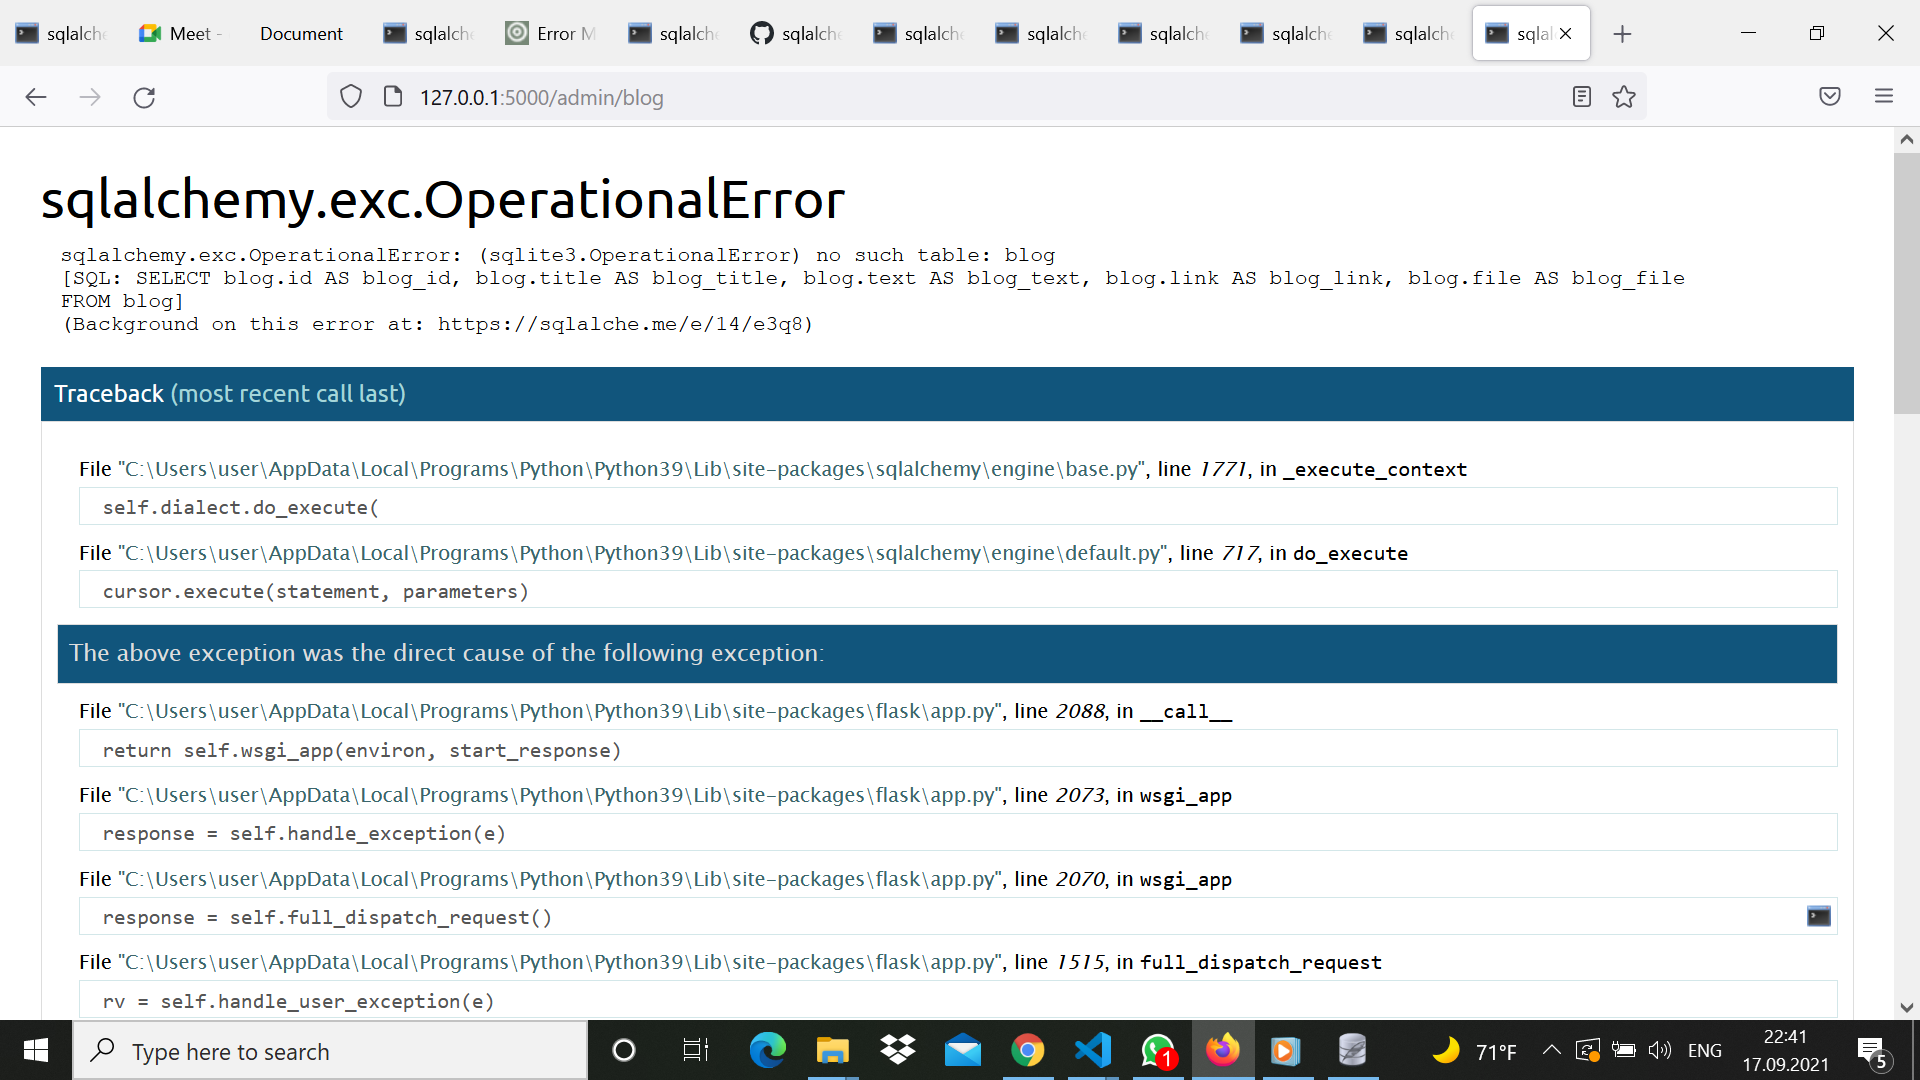 sqlalche
Meet -
Document
sqlalche
Error M
sqlalche
sqlalche
sqlalche
sqlalche
sqlalche
sqlalche
sqlalche
sqlal
127.0.0.1:5000/admin/blog
sqlalchemy.exc.OperationalError
sqlalchemy.exc.OperationalError: (sqlite3.OperationalError) no such table: blog
[SQL: SELECT blog.id AS blog_id, blog.title AS blog_title, blog.text AS blog_text, blog.link AS blog_link, blog.file AS blog_file
FROM blog]
(Background on this error at: https://sqlalche.me/e/14/e3q8)
Traceback (most recent call last)
File "C:\Users\user\AppData\Local\Programs\Python\Python39\Lib\site-packages\sqlalchemy\engine\base.py", line 1771, in _execute_context
self.dialect.do_execute(
File "C:\Users\user\AppData\Local\Programs\Python\Python39\Lib\site-packages\sqlalchemy\engine\default.py", line 717, in do_execute
cursor.execute(statement, parameters)
The above exception was the direct cause of the following exception:
File "C:\Users\user\AppData\Local\Programs\Python\Python39\Lib\site-packages\flask\app.py", line 2088, in __call__
return self.wsgi_app(environ, start_response)
File "C:\Users\user\AppData\Local\Programs\Python\Python39\Lib\site-packages\flask\app.py", line 2073, in wsgi_app
response = self.handle_exception(e)
File "C:\Users\user\AppData\Local\Programs\Python\Python39\Lib\site-packages\flask\app.py", line 2070, in wsgi_app
response = self.full_dispatch_request()
File "C:\Users\user\AppData\Local\Programs\Python\Python39\Lib\site-packages\flask\app.py", line 1515, in full_dispatch_request
rv = self.handle_user_exception(e)
Type here to search
1
71°F
ENG
22:41
17.09.2021
5